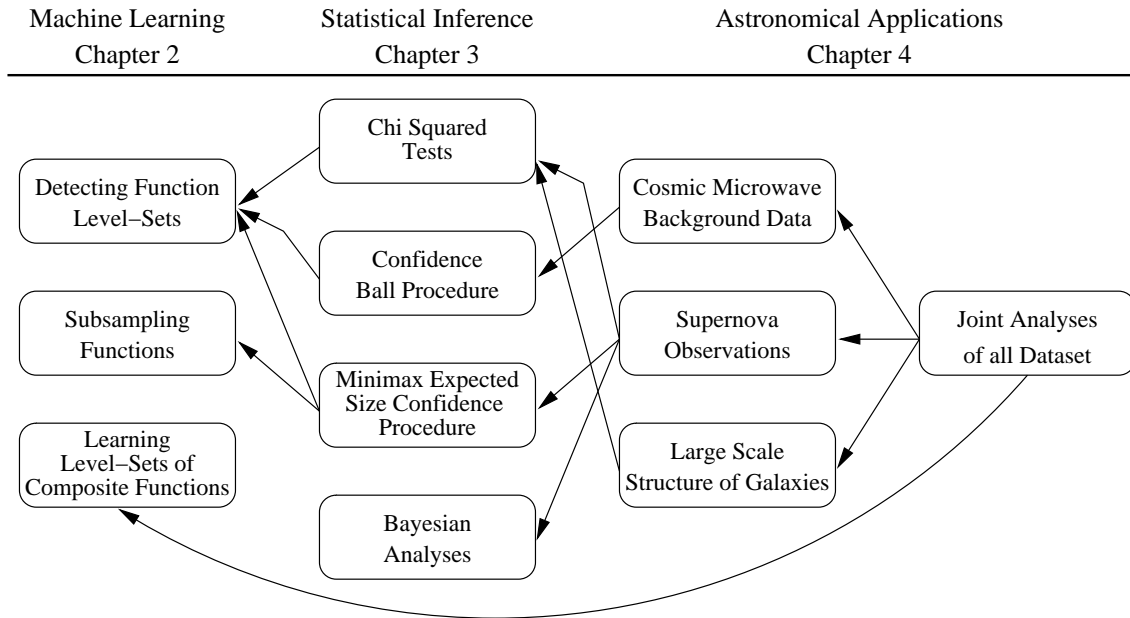 Machine Learning
Chapter 2
Statistical Inference
Chapter 3
Astronomical Applications
Chapter 4
Detecting Function
Level−Sets
Subsampling
Functions
Learning
Level−Sets of
Composite Functions
Chi Squared
Tests
Confidence
Ball Procedure
Minimax Expected
Size Confidence
Procedure
Bayesian
Analyses
Cosmic Microwave
Background Data
Supernova
Observations
Large Scale
Structure of Galaxies
Joint Analyses
of all Dataset